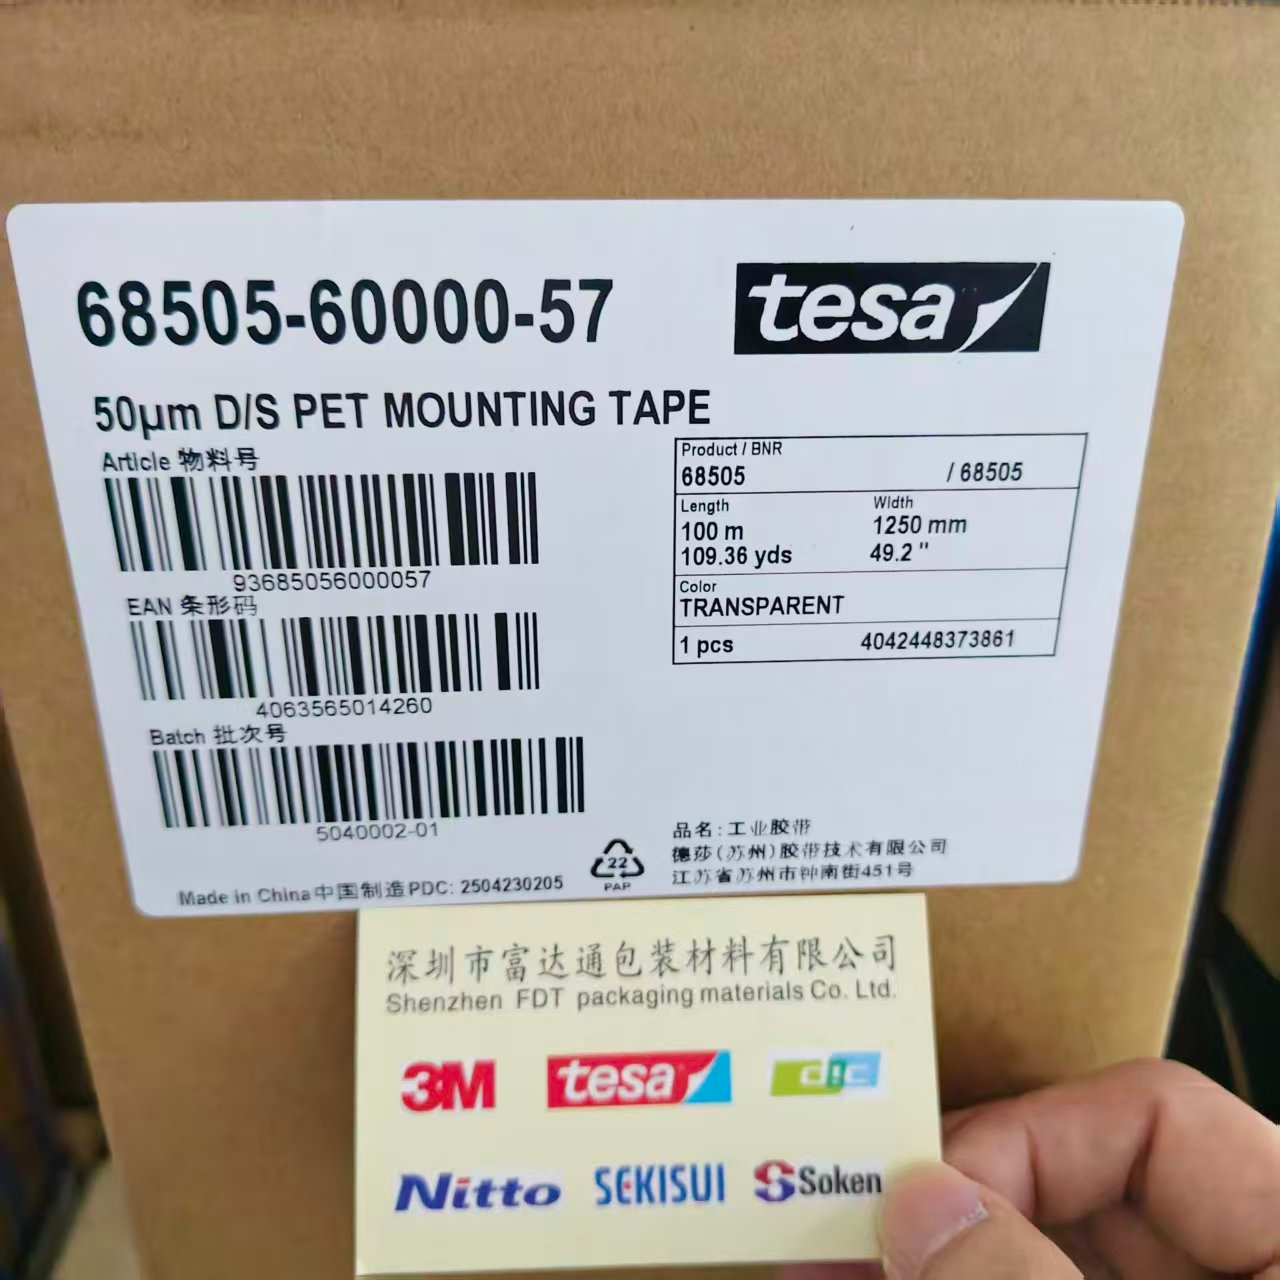 68505-60000-57
tesa
50µm D/S PET MOUNTING TAPE
Article 物料号
93685056000057
EAN 条形码
4063565014260
Batch 批次号
5040002-01
Made in China 中国制造 PDC: 2504230205
22
PAP
Product / BNR
68505 / 68505
Length Width
100 m 1250 mm
109.36 yds 49.2 "
Color
TRANSPARENT
1 pcs 4042448373861
品名:工业胶带
德莎(苏州)胶带技术有限公司
江苏省苏州市钟南街451号
深圳市富达通包装材料有限公司
Shenzhen FDT packaging materials Co. Ltd.
3M tesa dic
Nitto SEKISUI Soken